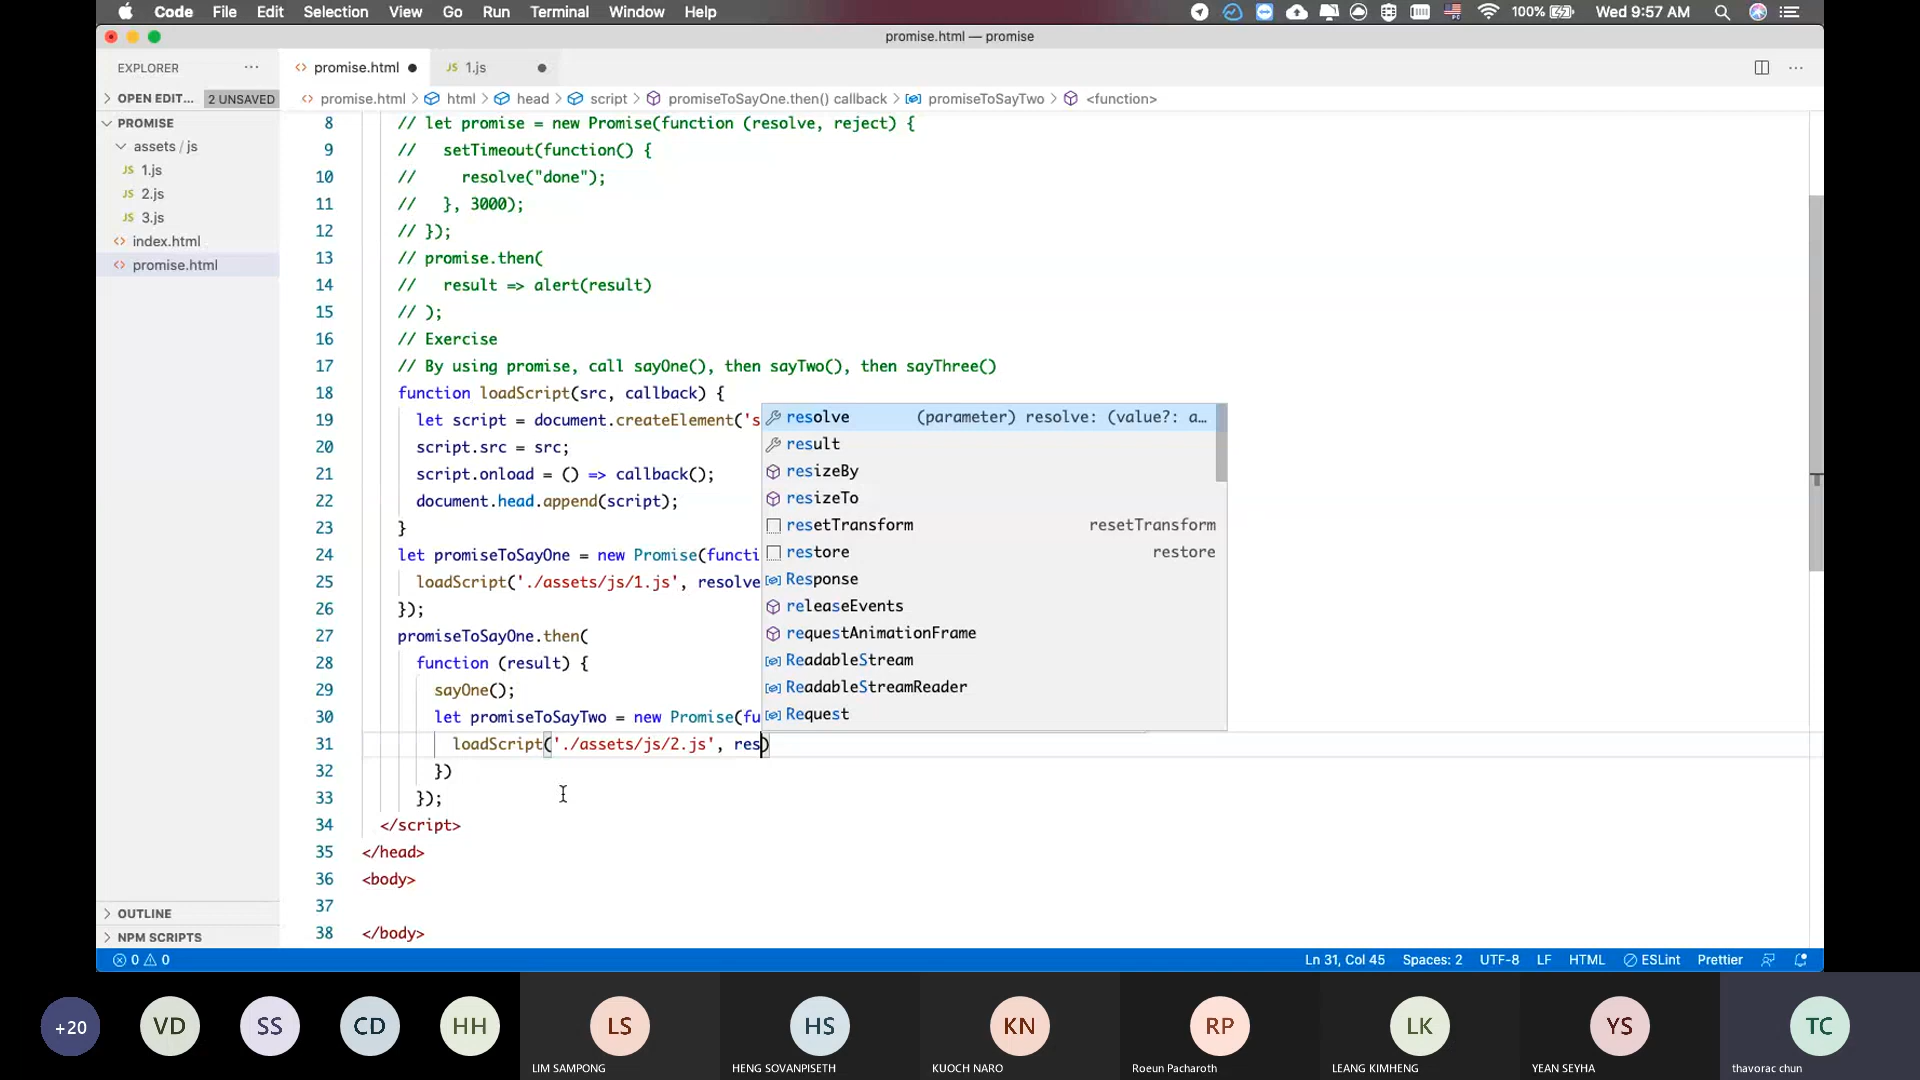 Code File Edit Selection View Go Run Terminal Window Help 100% Wed 9:57 AM
promise.html — promise
EXPLORER ··· <> promise.html ● JS 1.js ●
OPEN EDIT... 2 UNSAVED <> promise.html > html > head > script > promiseToSayOne.then() callback > promiseToSayTwo > <function>
PROMISE
assets / js
JS 1.js
JS 2.js
JS 3.js
<> index.html
<> promise.html
8 // let promise = new Promise(function (resolve, reject) {
9 // setTimeout(function() {
10 // resolve("done");
11 // }, 3000);
12 // });
13 // promise.then(
14 // result => alert(result)
15 // );
16 // Exercise
17 // By using promise, call sayOne(), then sayTwo(), then sayThree()
18 function loadScript(src, callback) {
19 let script = document.createElement('s
20 script.src = src;
21 script.onload = () => callback();
22 document.head.append(script);
23 }
24 let promiseToSayOne = new Promise(functi
25 loadScript('./assets/js/1.js', resolve
26 });
27 promiseToSayOne.then(
28 function (result) {
29 sayOne();
30 let promiseToSayTwo = new Promise(fu
31 loadScript('./assets/js/2.js', res)
32 })
33 });
34 </script>
35 </head>
36 <body>
37
38 </body>
resolve (parameter) resolve: (value?: a...
result
resizeBy
resizeTo
resetTransform resetTransform
restore restore
Response
releaseEvents
requestAnimationFrame
ReadableStream
ReadableStreamReader
Request
OUTLINE
NPM SCRIPTS
0 0 Ln 31, Col 45 Spaces: 2 UTF-8 LF HTML ESLint Prettier
+20 VD SS CD HH LS HS KN RP LK YS TC
LIM SAMPONG HENG SOVANPISETH KUOCH NARO Roeun Pacharoth LEANG KIMHENG YEAN SEYHA thavorac chun